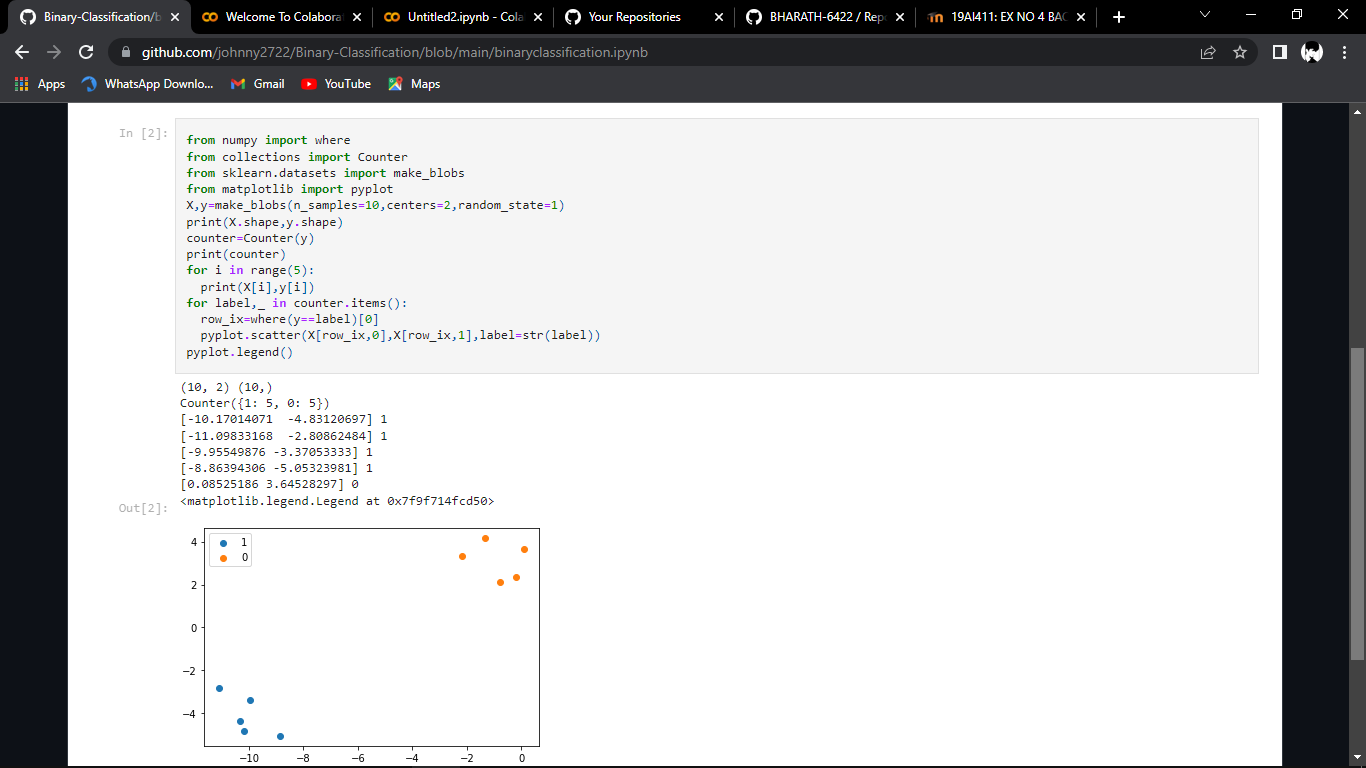 Binary-Classification/b
Welcome To Colabora
Untitled2.ipynb - Cola
Your Repositories
BHARATH-6422 / Rep
19AI411: EX NO 4 BAC
github.com/johnny2722/Binary-Classification/blob/main/binaryclassification.ipynb
Apps
WhatsApp Downlo...
Gmail
YouTube
Maps
In [2]:
from numpy import where
from collections import Counter
from sklearn.datasets import make_blobs
from matplotlib import pyplot
X,y=make_blobs(n_samples=10,centers=2,random_state=1)
print(X.shape,y.shape)
counter=Counter(y)
print(counter)
for i in range(5):
  print(X[i],y[i])
for label,_ in counter.items():
  row_ix=where(y==label)[0]
  pyplot.scatter(X[row_ix,0],X[row_ix,1],label=str(label))
pyplot.legend()
(10, 2) (10,)
Counter({1: 5, 0: 5})
[-10.17014071  -4.83120697] 1
[-11.09833168  -2.80862484] 1
[-9.95549876 -3.37053333] 1
[-8.86394306 -5.05323981] 1
[0.08525186 3.64528297] 0
Out[2]:
<matplotlib.legend.Legend at 0x7f9f714fcd50>
1
0
4
2
0
−2
−4
−10 −8 −6 −4 −2 0